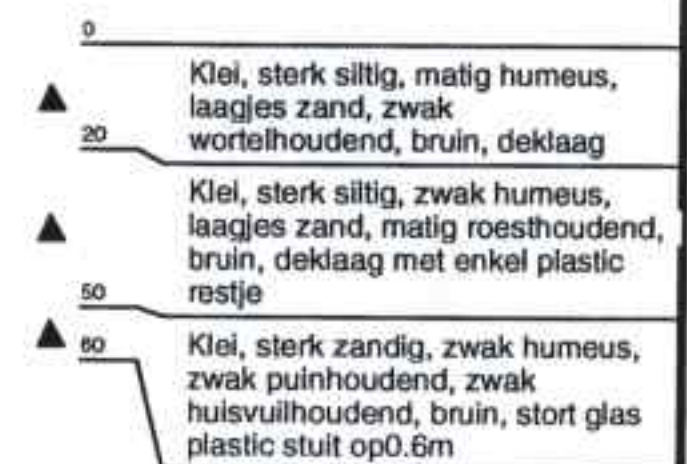 0
Klei, sterk siltig, matig humeus,
laagjes zand, zwak
20
wortelhoudend, bruin, deklaag
Klei, sterk siltig, zwak humeus,
laagjes zand, matig roesthoudend,
bruin, deklaag met enkel plastic
50
restje
60
Klei, sterk zandig, zwak humeus,
zwak puinhoudend, zwak
huisvuilhoudend, bruin, stort glas
plastic stuit op0.6m